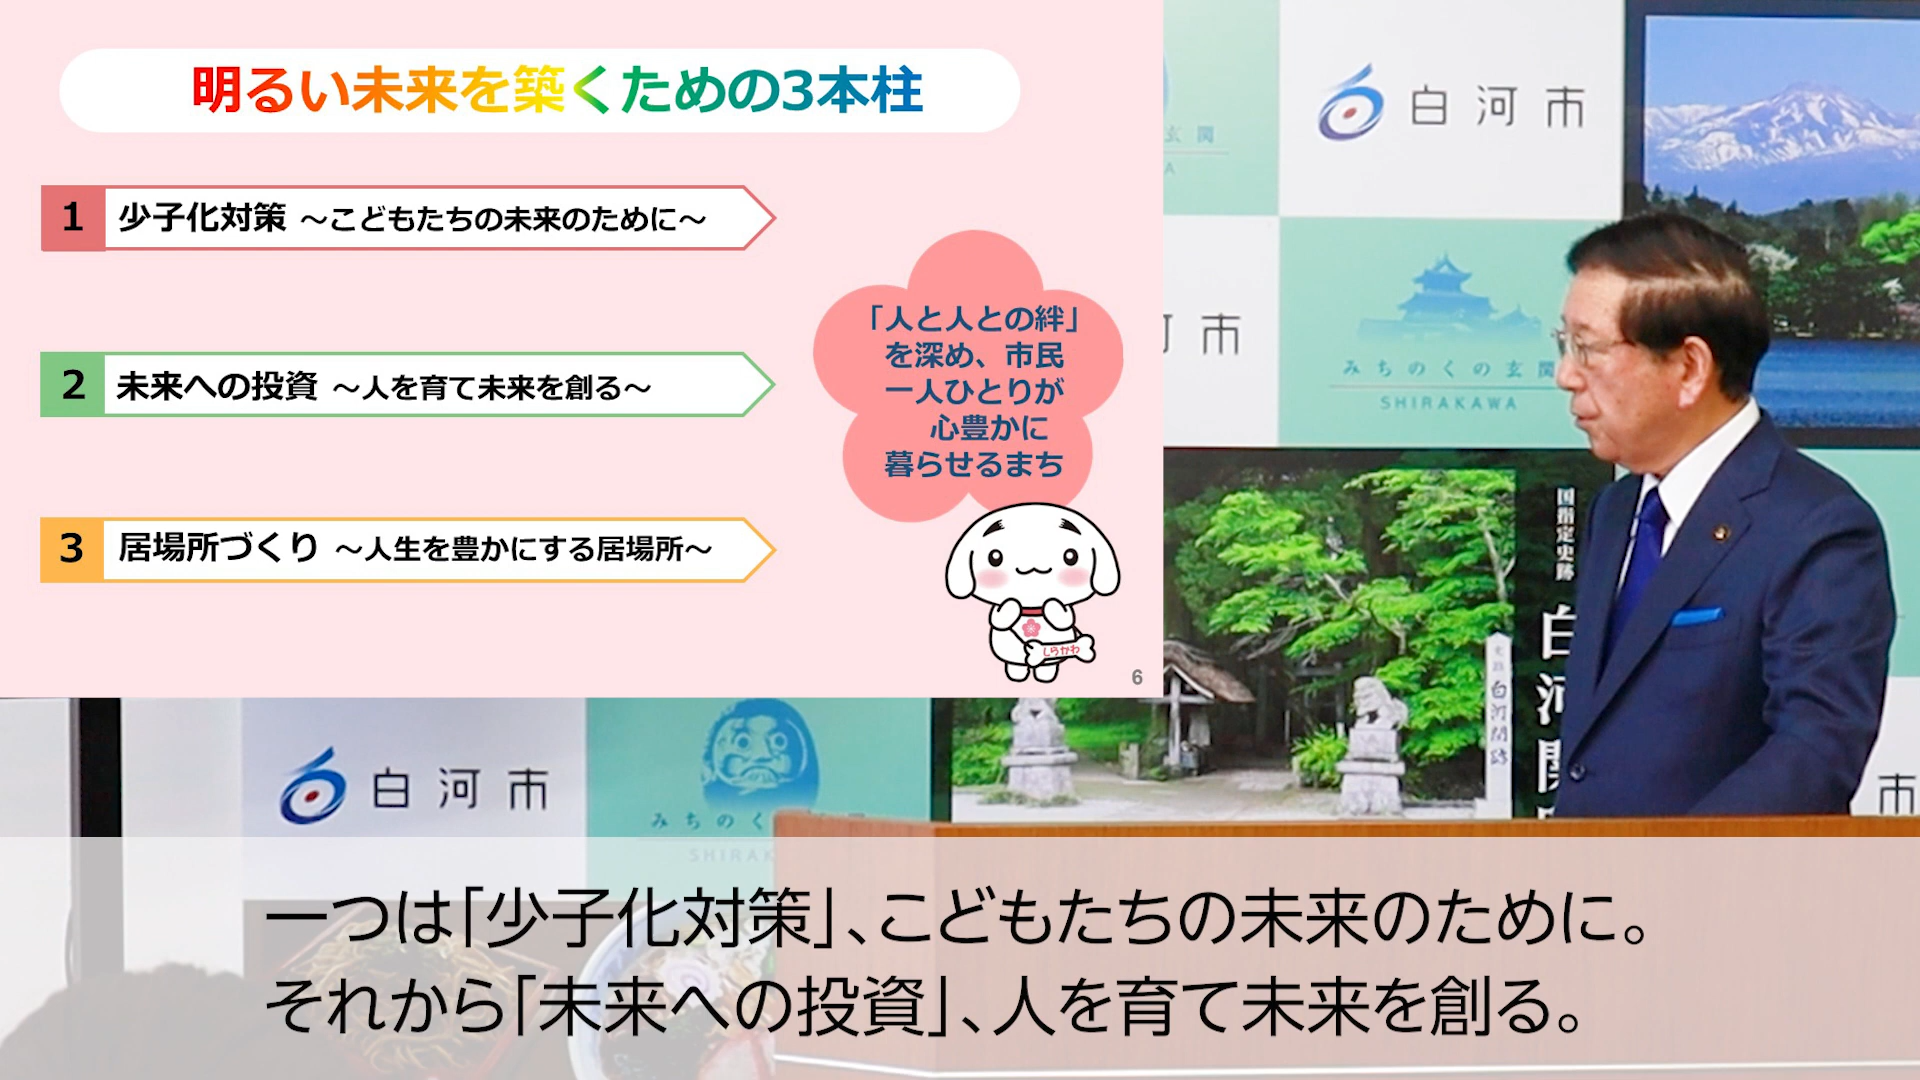 明るい未来を築くための3本柱
1 少子化対策 ～こどもたちの未来のために～
2 未来への投資 ～人を育て未来を創る～
3 居場所づくり ～人生を豊かにする居場所～
「人と人との絆」
を深め、市民
一人ひとりが
心豊かに
暮らせるまち
しらかわ
6
玄関
白河市
市
みちのくの玄関
SHIRAKAWA
国指定史跡
白河関
白河関跡
白河市
みちのく
SHIRAK
市
一つは「少子化対策」、こどもたちの未来のために。
それから「未来への投資」、人を育て未来を創る。